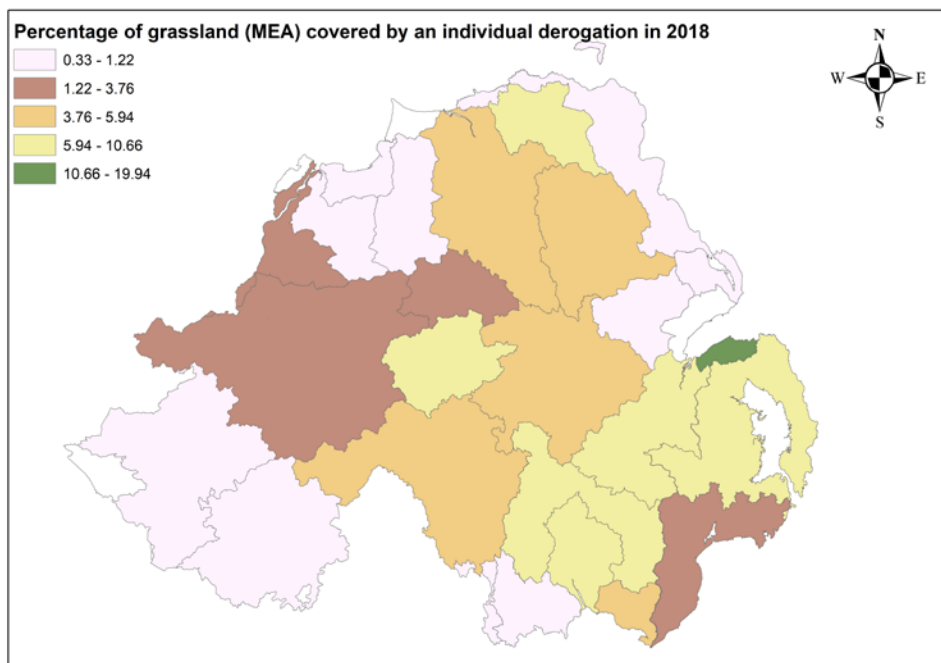 Percentage of grassland (MEA) covered by an individual derogation in 2018
0.33 - 1.22
1.22 - 3.76
3.76 - 5.94
5.94 - 10.66
10.66 - 19.94
N
W E
S